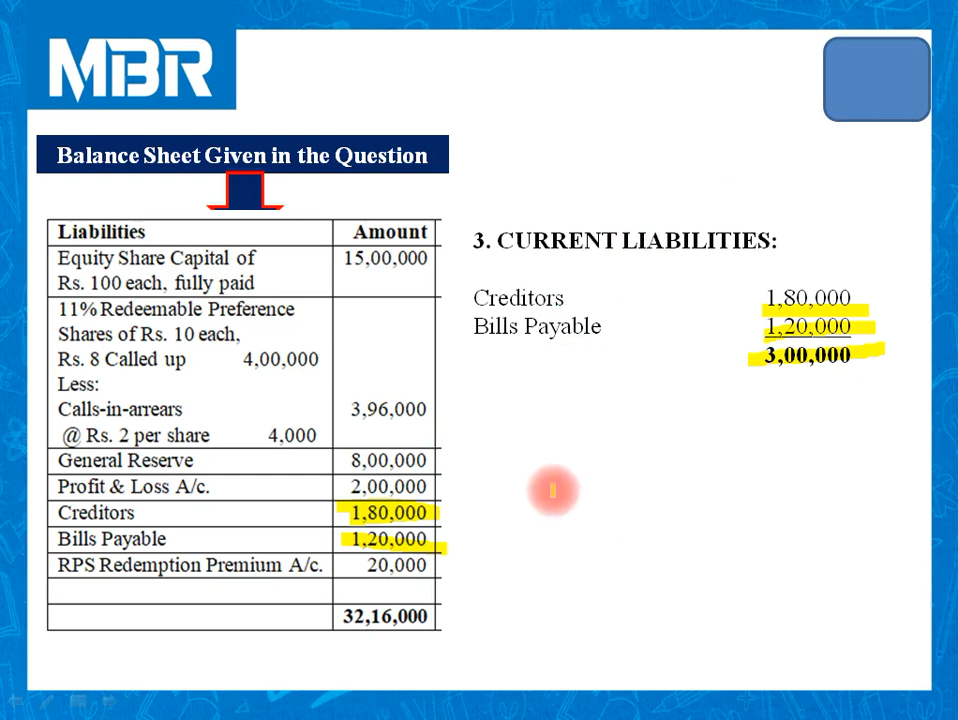 MBR
Balance Sheet Given in the Question
Liabilities Amount
Equity Share Capital of 15,00,000
Rs. 100 each, fully paid
11% Redeemable Preference
Shares of Rs. 10 each,
Rs. 8 Called up 4,00,000
Less:
Calls-in-arrears 3,96,000
@ Rs. 2 per share 4,000
General Reserve 8,00,000
Profit & Loss A/c. 2,00,000
Creditors 1,80,000
Bills Payable 1,20,000
RPS Redemption Premium A/c. 20,000
32,16,000
3. CURRENT LIABILITIES:
Creditors 1,80,000
Bills Payable 1,20,000
3,00,000